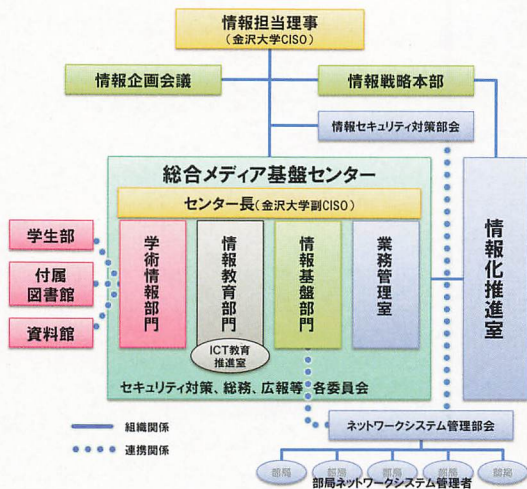 情報担当理事
（金沢大学CISO）
情報企画会議
情報戦略本部
情報セキュリティ対策部会
総合メディア基盤センター
センター長（金沢大学副CISO）
学生部
付属
図書館
資料館
学術情報部門
情報教育部門
ICT教育
推進室
情報基盤部門
業務管理室
情報化推進室
セキュリティ対策、総務、広報等 各委員会
組織関係
連携関係
ネットワークシステム管理部会
部局
部局
部局
部局
部局
部局ネットワークシステム管理者